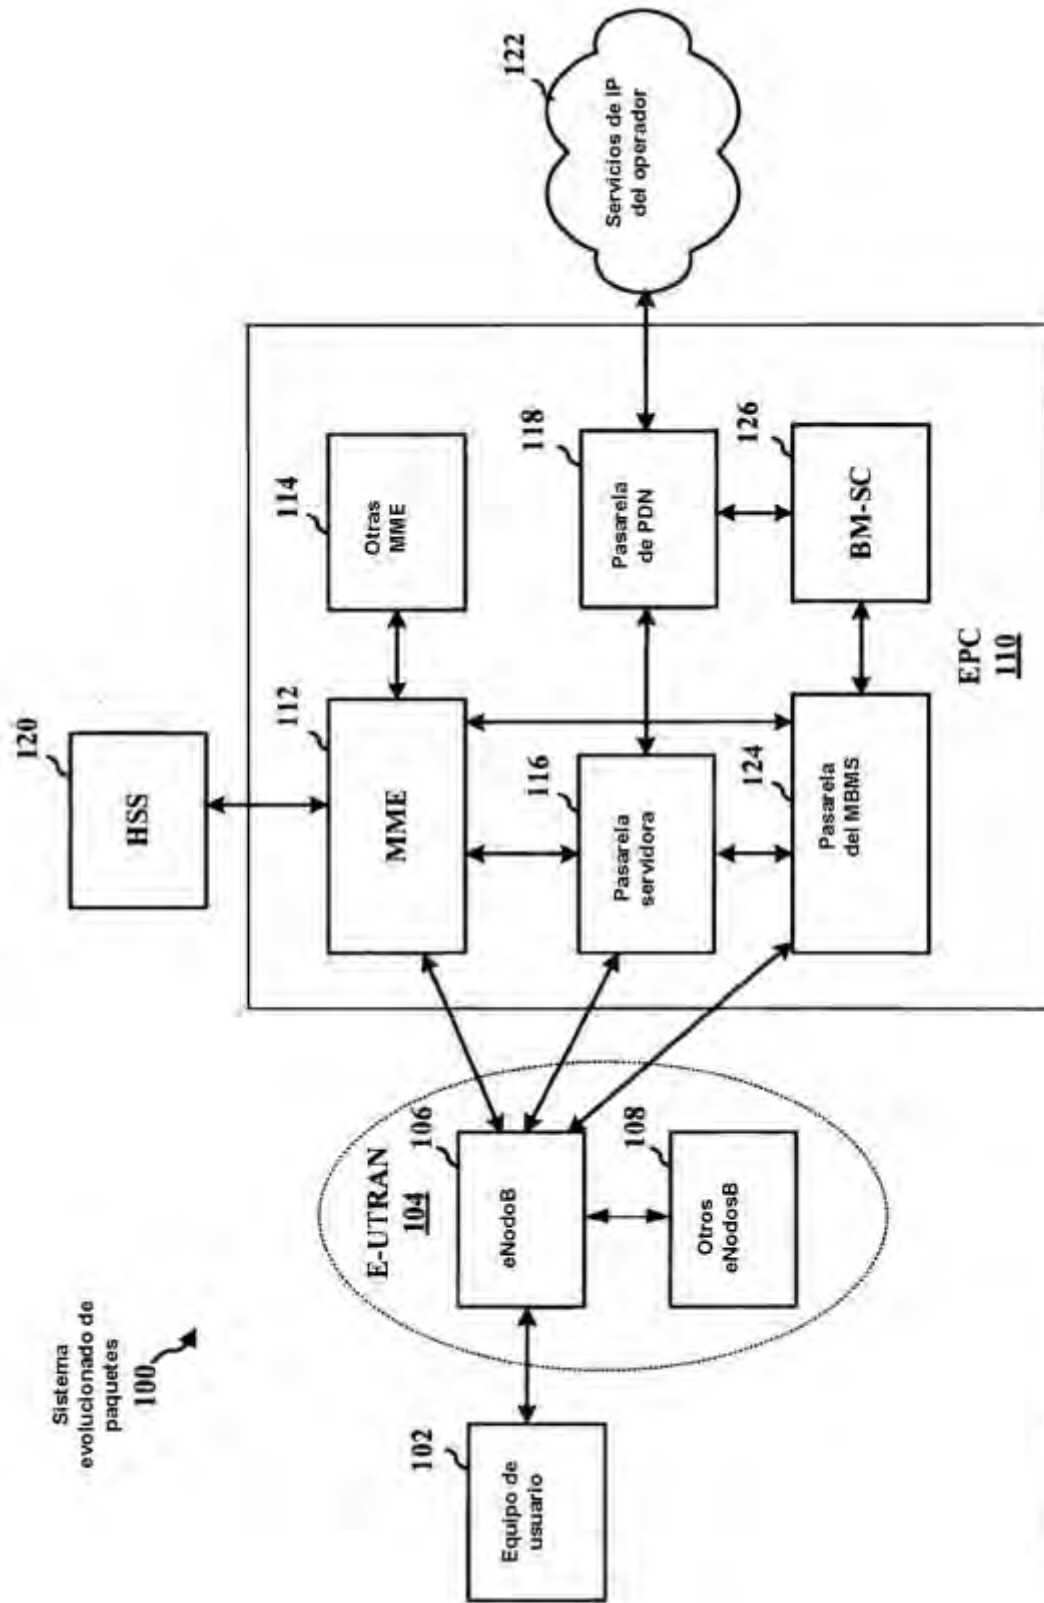 Sistema
evolucionado de
paquetes
100
120
HSS
122
Servicios de IP
del operador
112
MME
114
Otras
MME
E-UTRAN
104
106
eNodoB
102
Equipo de
usuario
116
Pasarela
servidora
118
Pasarela
de PDN
108
Otros
eNodosB
124
Pasarela
del MBMS
126
BM-SC
EPC
110